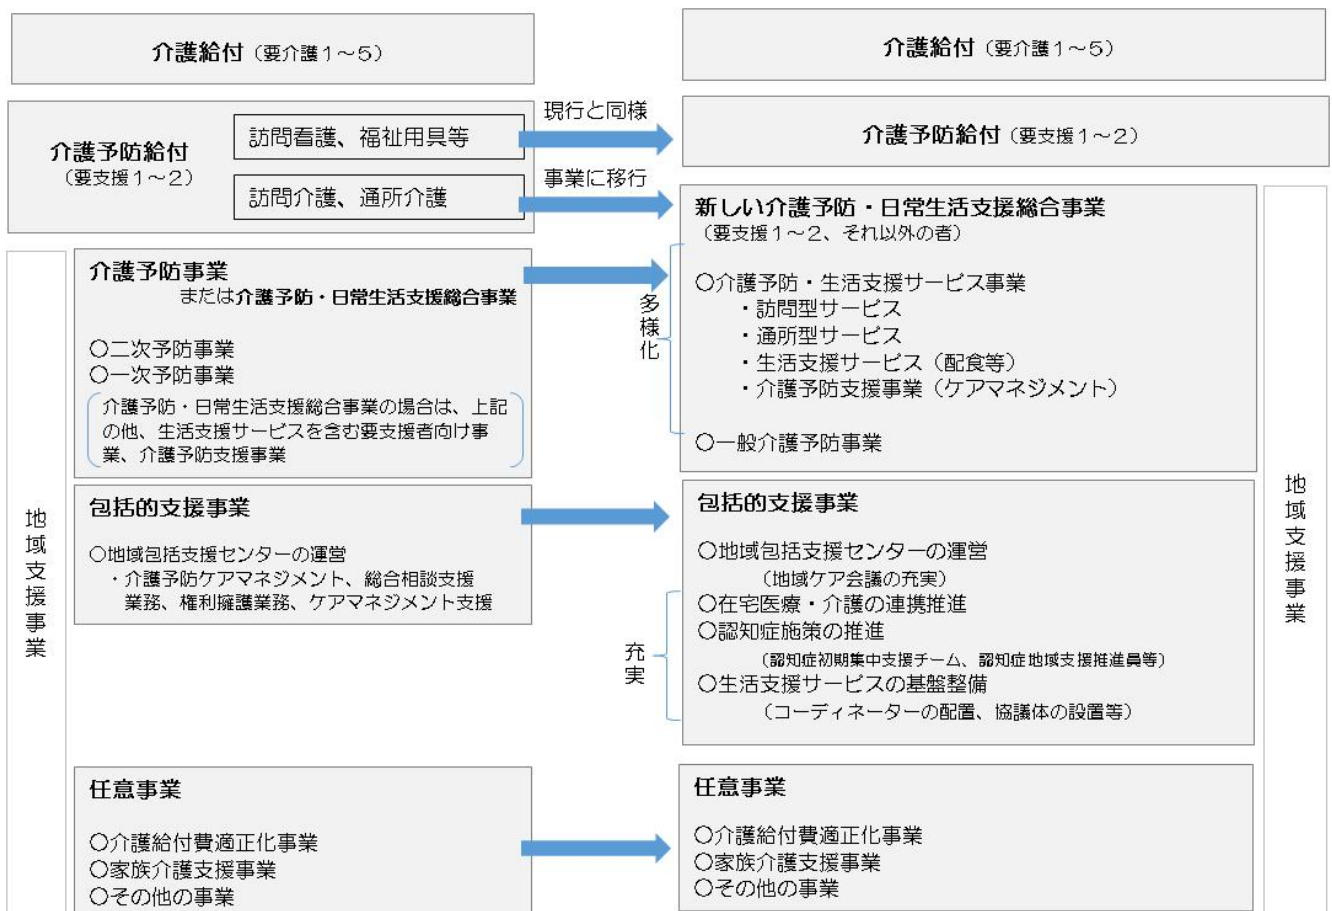 介護給付（要介護１～５）
介護予防給付
（要支援１～２）
訪問看護、福祉用具等
訪問介護、通所介護
地域支援事業
介護予防事業
または介護予防・日常生活支援総合事業
〇二次予防事業
〇一次予防事業
介護予防・日常生活支援総合事業の場合は、上記
の他、生活支援サービスを含む要支援者向け事
業、介護予防支援事業
包括的支援事業
〇地域包括支援センターの運営
・介護予防ケアマネジメント、総合相談支援
業務、権利擁護業務、ケアマネジメント支援
任意事業
〇介護給付費適正化事業
〇家族介護支援事業
〇その他の事業
現行と同様
事業に移行
多様化
充実
介護給付（要介護１～５）
介護予防給付（要支援１～２）
新しい介護予防・日常生活支援総合事業
（要支援１～２、それ以外の者）
〇介護予防・生活支援サービス事業
・訪問型サービス
・通所型サービス
・生活支援サービス（配食等）
・介護予防支援事業（ケアマネジメント）
〇一般介護予防事業
包括的支援事業
〇地域包括支援センターの運営
（地域ケア会議の充実）
〇在宅医療・介護の連携推進
〇認知症施策の推進
（認知症初期集中支援チーム、認知症地域支援推進員等）
〇生活支援サービスの基盤整備
（コーディネーターの配置、協議体の設置等）
任意事業
〇介護給付費適正化事業
〇家族介護支援事業
〇その他の事業
地域支援事業